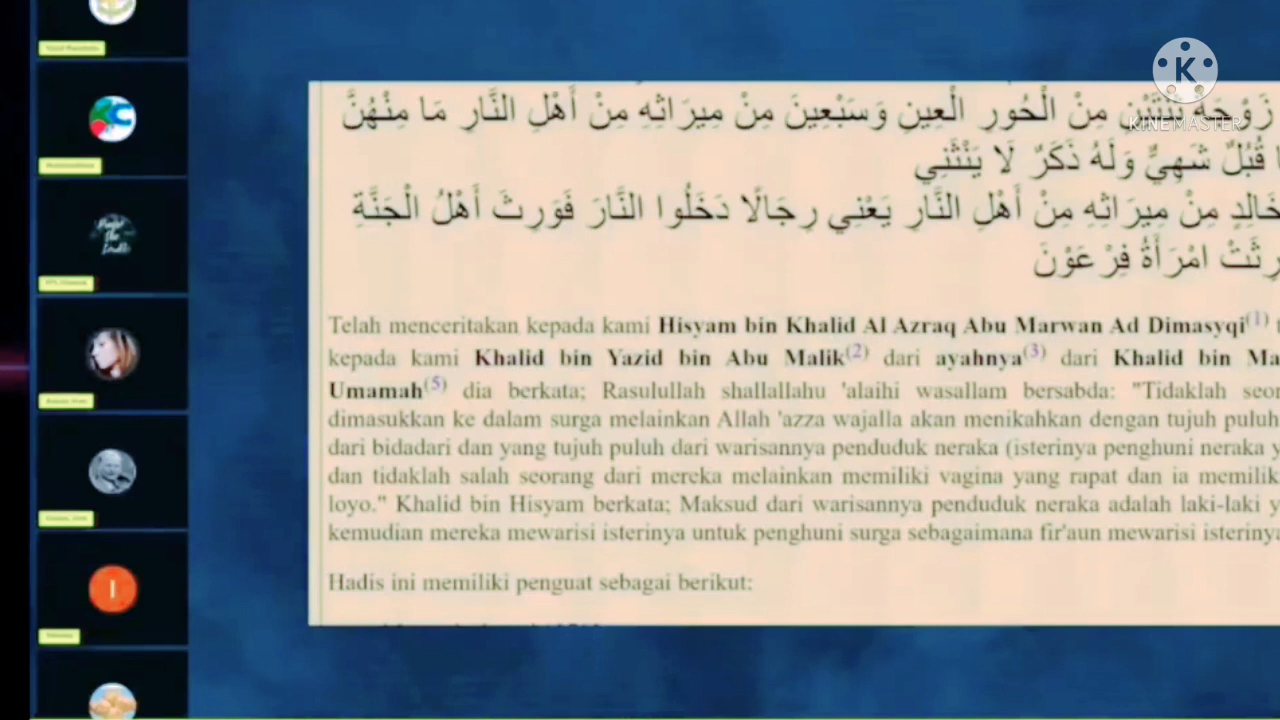 KINEMASTER
زَوْجَةً ثِنْتَيْنِ مِنْ الْحُورِ الْعِينِ وَسَبْعِينَ مِنْ مِيرَاثِهِ مِنْ أَهْلِ النَّارِ مَا مِنْهُنَّ
قُبُلٌ شَهِيٌّ وَلَهُ ذَكَرٌ لَا يَنْثَنِي
خَالِدٍ مِنْ مِيرَاثِهِ مِنْ أَهْلِ النَّارِ يَعْنِي رِجَالًا دَخَلُوا النَّارَ فَوَرِثَ أَهْلُ الْجَنَّةِ
رِثَتْ امْرَأَةُ فِرْعَوْنَ
Telah menceritakan kepada kami Hisyam bin Khalid Al Azraq Abu Marwan Ad Dimasyqi(1)
kepada kami Khalid bin Yazid bin Abu Malik(2) dari ayahnya(3) dari Khalid bin Ma
Umamah(5) dia berkata; Rasulullah shallallahu 'alaihi wasallam bersabda: "Tidaklah seor
dimasukkan ke dalam surga melainkan Allah 'azza wajalla akan menikahkan dengan tujuh puluh
dari bidadari dan yang tujuh puluh dari warisannya penduduk neraka (isterinya penghuni neraka y
dan tidaklah salah seorang dari mereka melainkan memiliki vagina yang rapat dan ia memilik
loyo." Khalid bin Hisyam berkata; Maksud dari warisannya penduduk neraka adalah laki-laki y
kemudian mereka mewarisi isterinya untuk penghuni surga sebagaimana fir'aun mewarisi isteriny
Hadis ini memiliki penguat sebagai berikut: